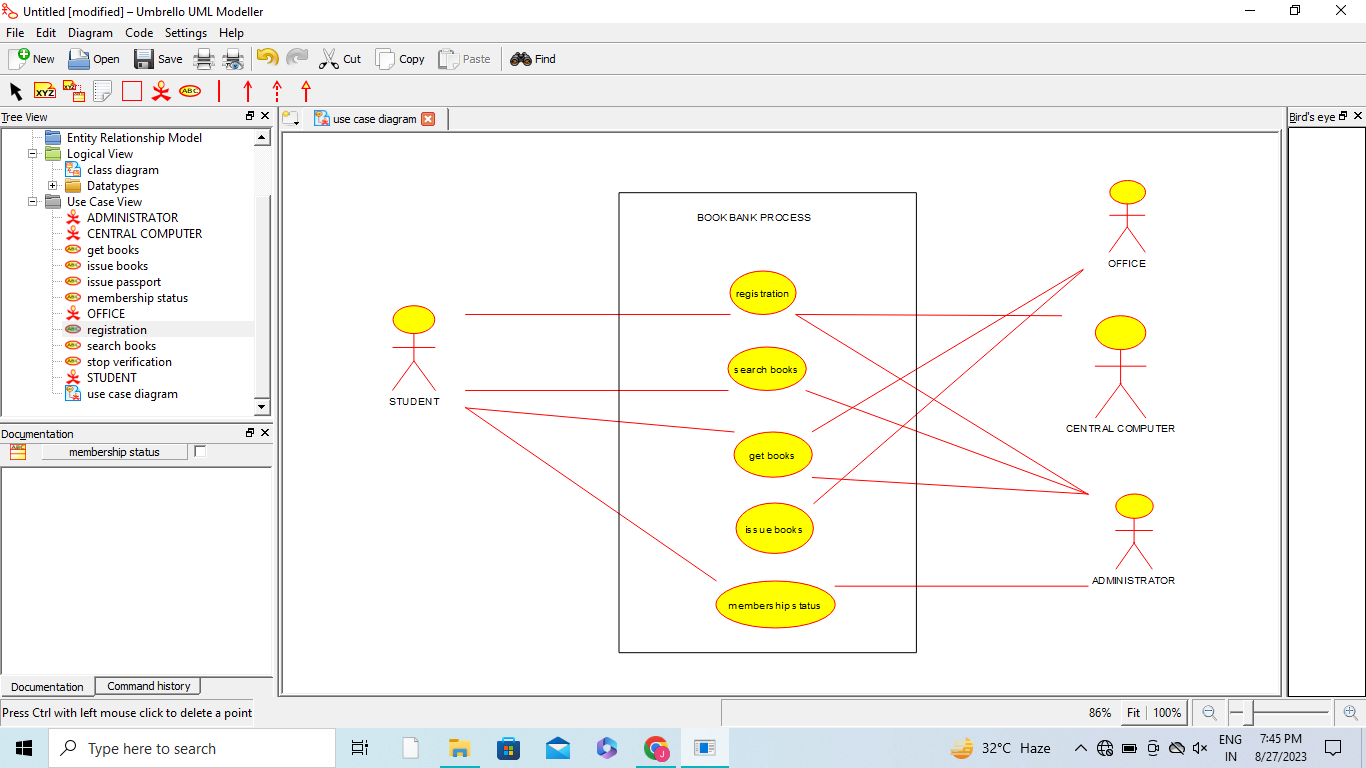 Untitled [modified] – Umbrello UML Modeller
File Edit Diagram Code Settings Help
New Open Save Cut Copy Paste Find
XYZ XYZ ABC
Tree View
use case diagram
Bird's eye
Entity Relationship Model
Logical View
class diagram
Datatypes
Use Case View
ADMINISTRATOR
CENTRAL COMPUTER
get books
issue books
issue passport
membership status
OFFICE
registration
search books
stop verification
STUDENT
use case diagram
Documentation
membership status
Documentation Command history
BOOKBANK PROCESS
registration
search books
get books
issue books
membership status
STUDENT
OFFICE
CENTRAL COMPUTER
ADMINISTRATOR
Press Ctrl with left mouse click to delete a point
86% Fit 100%
Type here to search
32°C Haze
ENG
IN
7:45 PM
8/27/2023